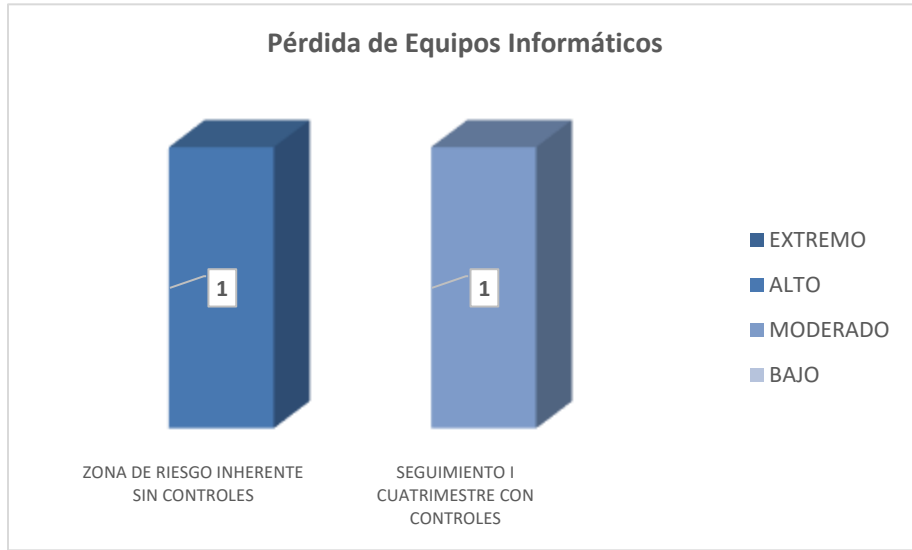 Pérdida de Equipos Informáticos
1
1
EXTREMO
ALTO
MODERADO
BAJO
ZONA DE RIESGO INHERENTE
SIN CONTROLES
SEGUIMIENTO I
CUATRIMESTRE CON
CONTROLES